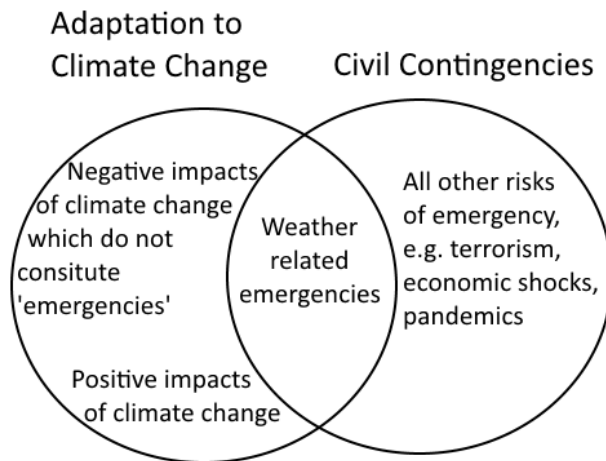 Adaptation to
Climate Change
Civil Contingencies
Negative impacts
of climate change
which do not
consitute
'emergencies'
Positive impacts
of climate change
Weather
related
emergencies
All other risks
of emergency,
e.g. terrorism,
economic shocks,
pandemics